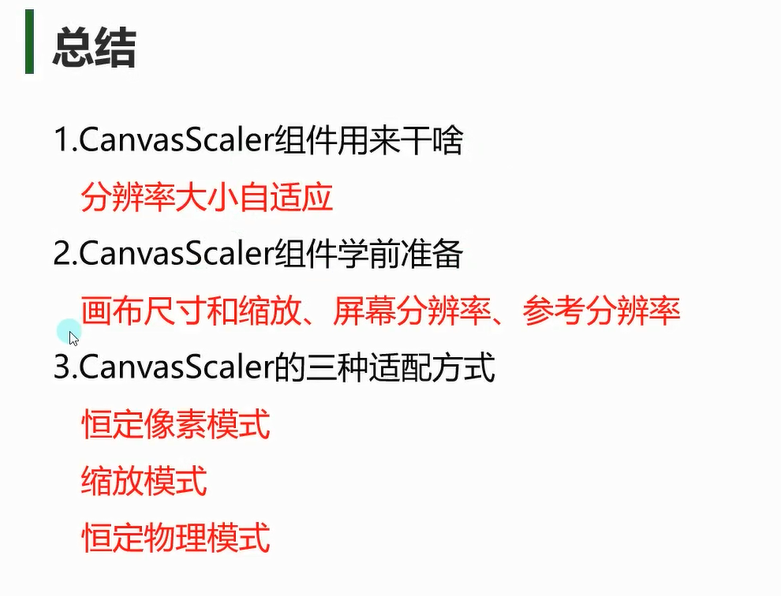 总结
1.CanvasScaler组件用来干啥
分辨率大小自适应
2.CanvasScaler组件学前准备
画布尺寸和缩放、屏幕分辨率、参考分辨率
3.CanvasScaler的三种适配方式
恒定像素模式
缩放模式
恒定物理模式